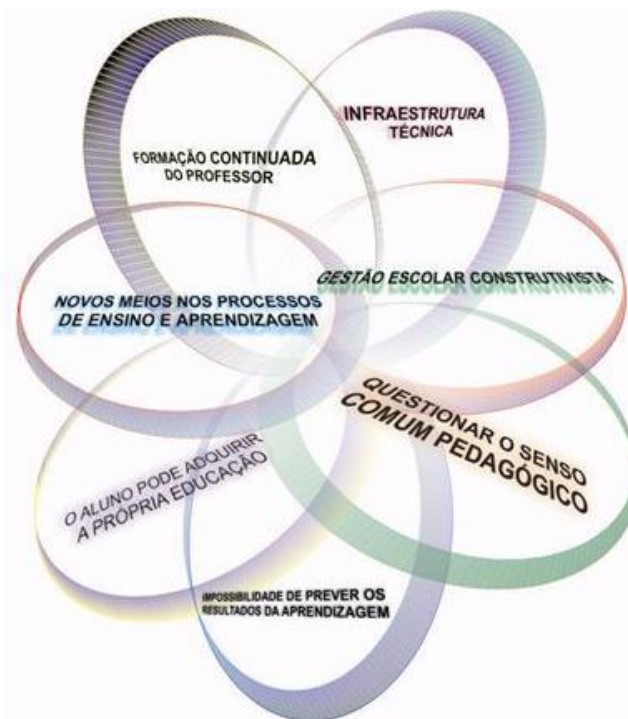 INFRAESTRUTURA
TÉCNICA
FORMAÇÃO CONTINUADA
DO PROFESSOR
GESTÃO ESCOLAR CONSTRUTIVISTA
NOVOS MEIOS NOS PROCESSOS
DE ENSINO E APRENDIZAGEM
QUESTIONAR O SENSO
COMUM PEDAGÓGICO
O ALUNO PODE ADQUIRIR
A PRÓPRIA EDUCAÇÃO
IMPOSSIBILIDADE DE PREVER OS
RESULTADOS DA APRENDIZAGEM